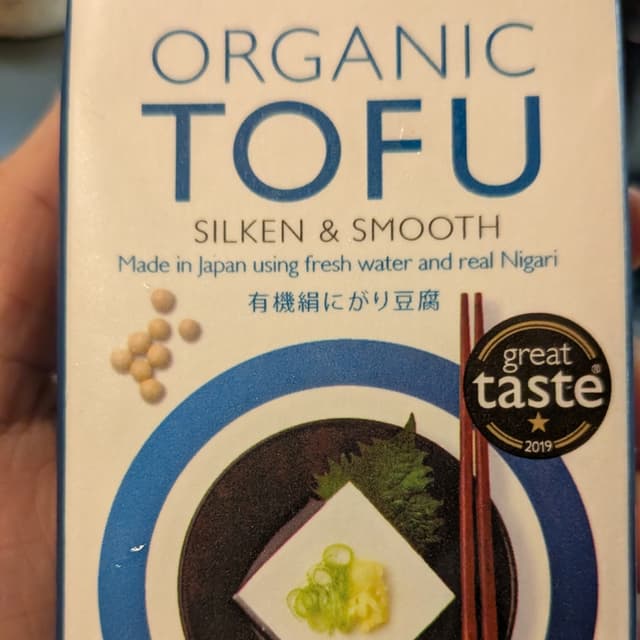 ORGANIC
TOFU
SILKEN & SMOOTH
Made in Japan using fresh water and real Nigari
有機絹にがり豆腐
great
taste®
2019